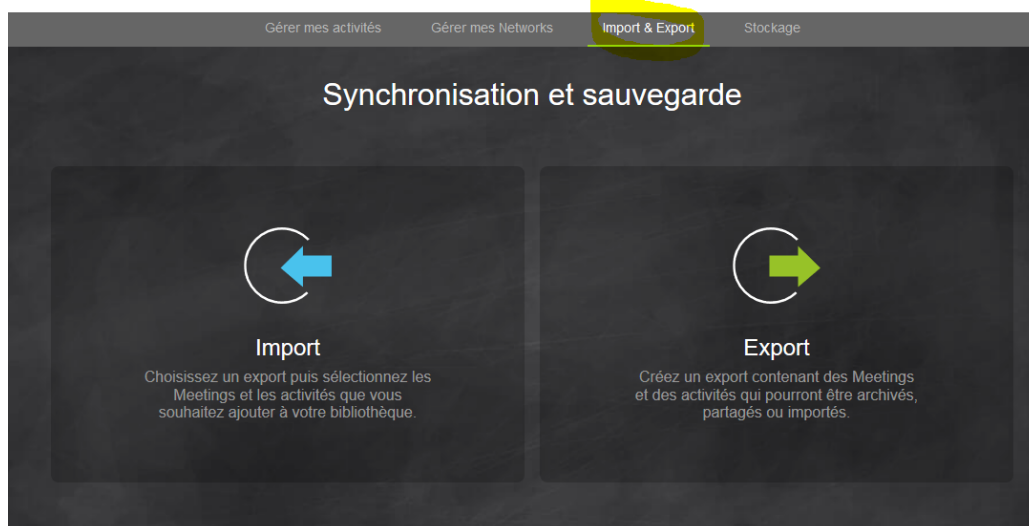 Gérer mes activités Gérer mes Networks Import & Export Stockage
Synchronisation et sauvegarde
Import
Choisissez un export puis sélectionnez les
Meetings et les activités que vous
souhaitez ajouter à votre bibliothèque.
Export
Créez un export contenant des Meetings
et des activités qui pourront être archivés,
partagés ou importés.